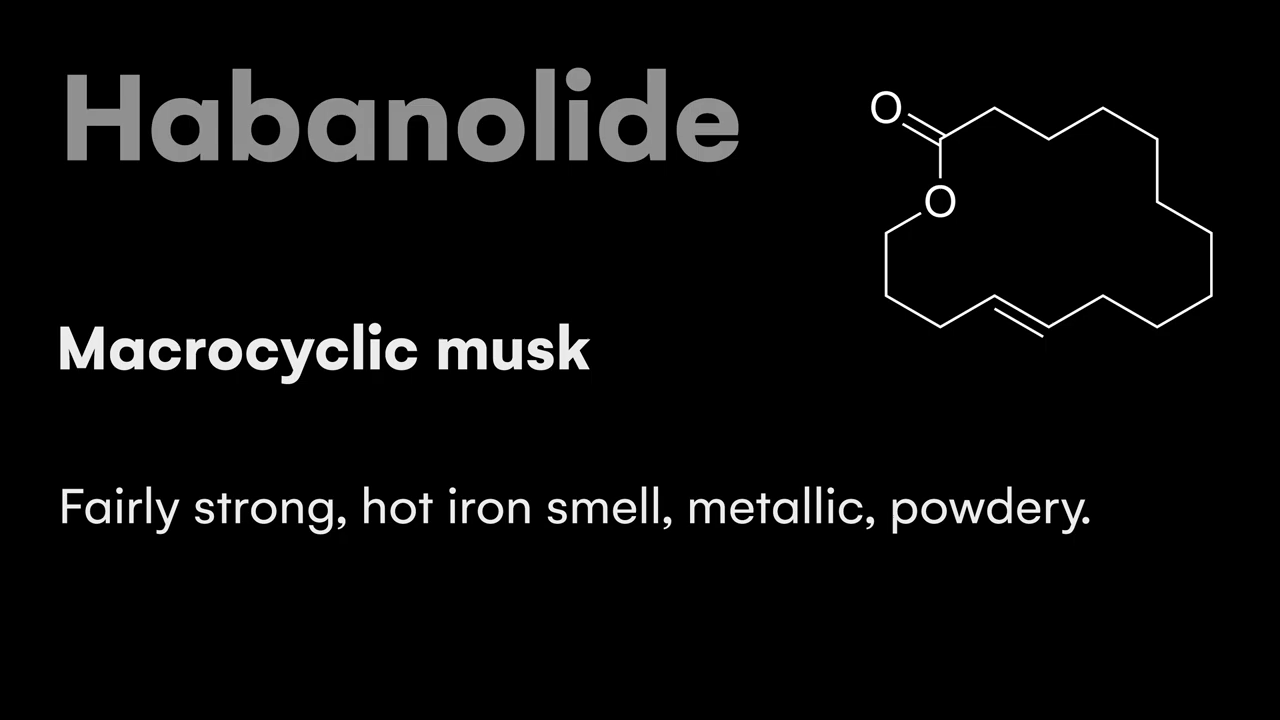 Habanolide
O
O
Macrocyclic musk
Fairly strong, hot iron smell, metallic, powdery.